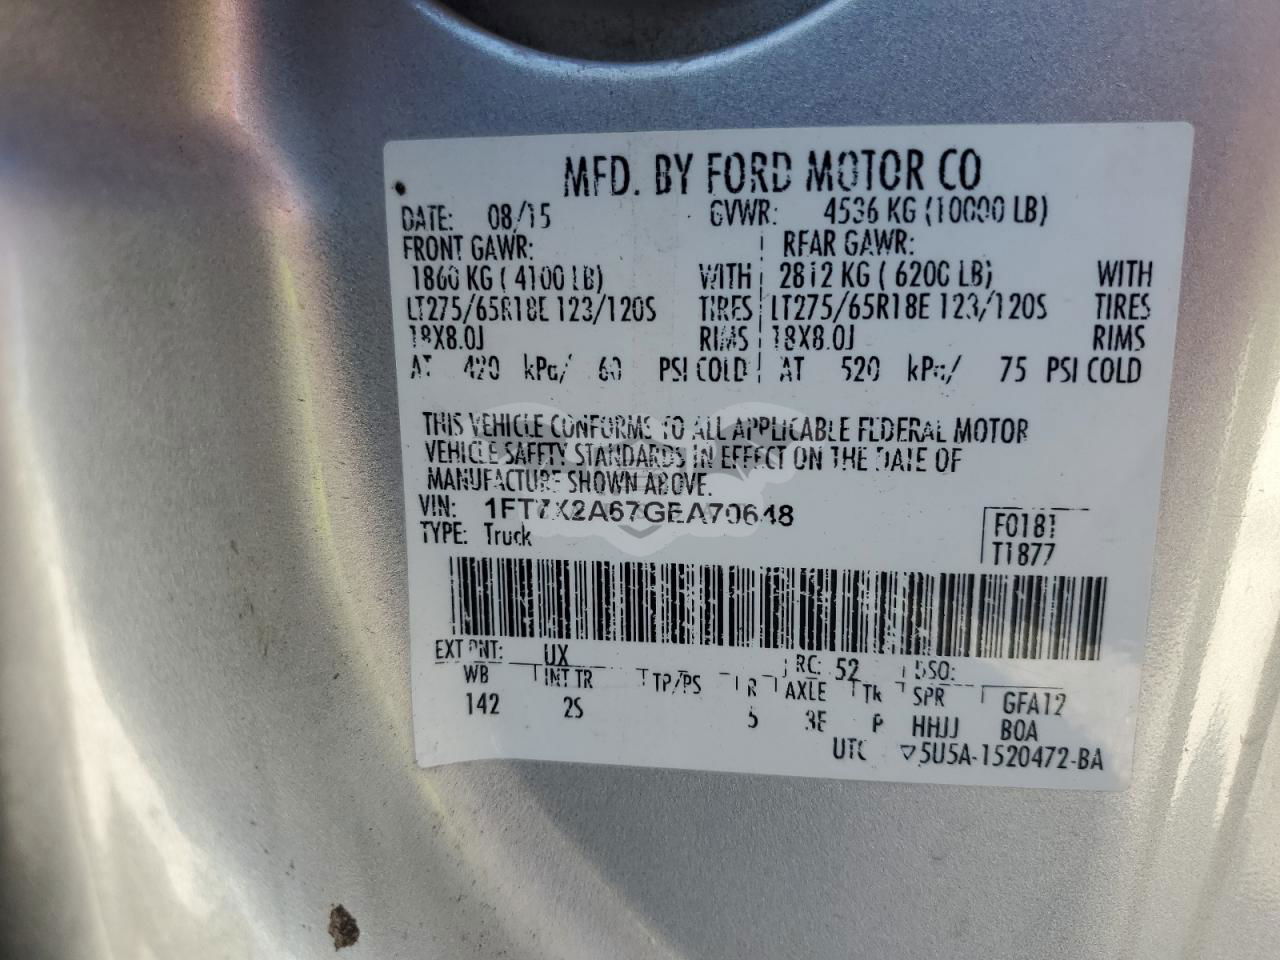 MFD. BY FORD MOTOR CO
DATE: 08/15 GVWR: 4536 KG (10000 LB)
FRONT GAWR: REAR GAWR:
1860 KG ( 4100 LB) WITH 2812 KG ( 6200 LB) WITH
LT275/65R18E 123/120S TIRES LT275/65R18E 123/120S TIRES
18X8.0J RIMS 18X8.0J RIMS
AT 420 kPa/ 60 PSI COLD AT 520 kPa/ 75 PSI COLD
THIS VEHICLE CONFORMS TO ALL APPLICABLE FEDERAL MOTOR
VEHICLE SAFETY STANDARDS IN EFFECT ON THE DATE OF
MANUFACTURE SHOWN ABOVE.
VIN: 1FT7X2A67GEA70648
TYPE: Truck
F0181
T1877
EXT PNT: UX RC: 52 DSO:
WB INT TR TP/PS R AXLE TR SPR GFA12
142 2S 5 3E P HHJJ B0A
UTC ▽5U5A-1520472-BA